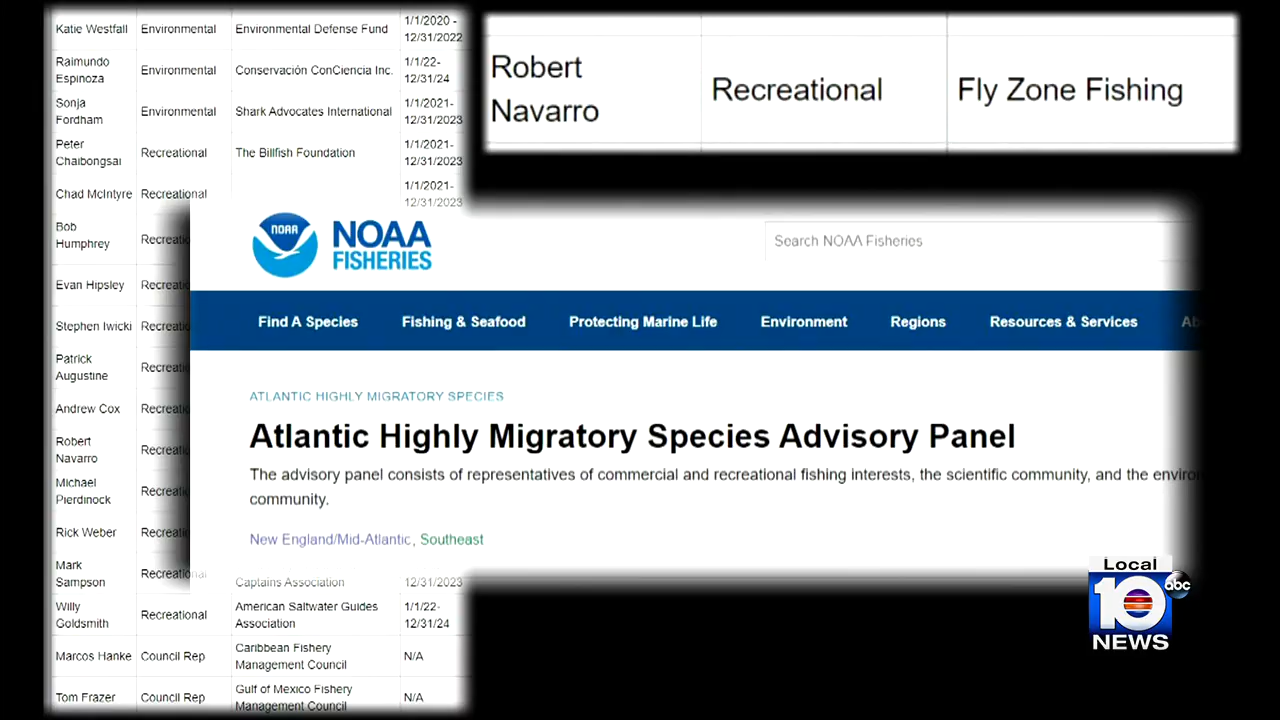 Katie Westfall Environmental Environmental Defense Fund 1/1/2020 -
12/31/2022
Raimundo
Espinoza Environmental Conservación ConCiencia Inc. 1/1/22-
12/31/24
Sonja
Fordham Environmental Shark Advocates International 1/1/2021-
12/31/2023
Peter
Chaibongsai Recreational The Billfish Foundation 1/1/2021-
12/31/2023
Chad McIntyre Recreational 1/1/2021-
12/31/2023
Bob
Humphrey
Evan Hipsley
Stephen Iwicki
Patrick
Augustine
Andrew Cox
Robert
Navarro
Michael
Pierdinock
Rick Weber
Mark
Sampson Recreational Captains Association 12/31/2023
Willy
Goldsmith Recreational American Saltwater Guides
Association 1/1/22-
12/31/24
Marcos Hanke Council Rep Caribbean Fishery
Management Council N/A
Tom Frazer Council Rep Gulf of Mexico Fishery
Management Council N/A
Robert
Navarro Recreational Fly Zone Fishing
NOAA
NOAA
FISHERIES
Search NOAA Fisheries
Find A Species Fishing & Seafood Protecting Marine Life Environment Regions Resources & Services
ATLANTIC HIGHLY MIGRATORY SPECIES
Atlantic Highly Migratory Species Advisory Panel
The advisory panel consists of representatives of commercial and recreational fishing interests, the scientific community, and the
community.
New England/Mid-Atlantic, Southeast
Local
10
abc
NEWS